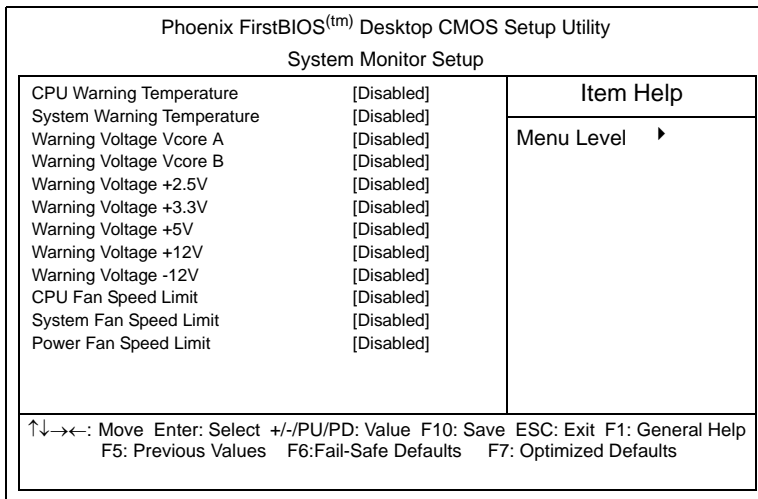 Phoenix FirstBIOS(tm) Desktop CMOS Setup Utility
System Monitor Setup
CPU Warning Temperature [Disabled]
System Warning Temperature [Disabled]
Warning Voltage Vcore A [Disabled]
Warning Voltage Vcore B [Disabled]
Warning Voltage +2.5V [Disabled]
Warning Voltage +3.3V [Disabled]
Warning Voltage +5V [Disabled]
Warning Voltage +12V [Disabled]
Warning Voltage -12V [Disabled]
CPU Fan Speed Limit [Disabled]
System Fan Speed Limit [Disabled]
Power Fan Speed Limit [Disabled]
Item Help
Menu Level ▸
↑↓→←: Move Enter: Select +/-/PU/PD: Value F10: Save ESC: Exit F1: General Help
F5: Previous Values F6:Fail-Safe Defaults F7: Optimized Defaults